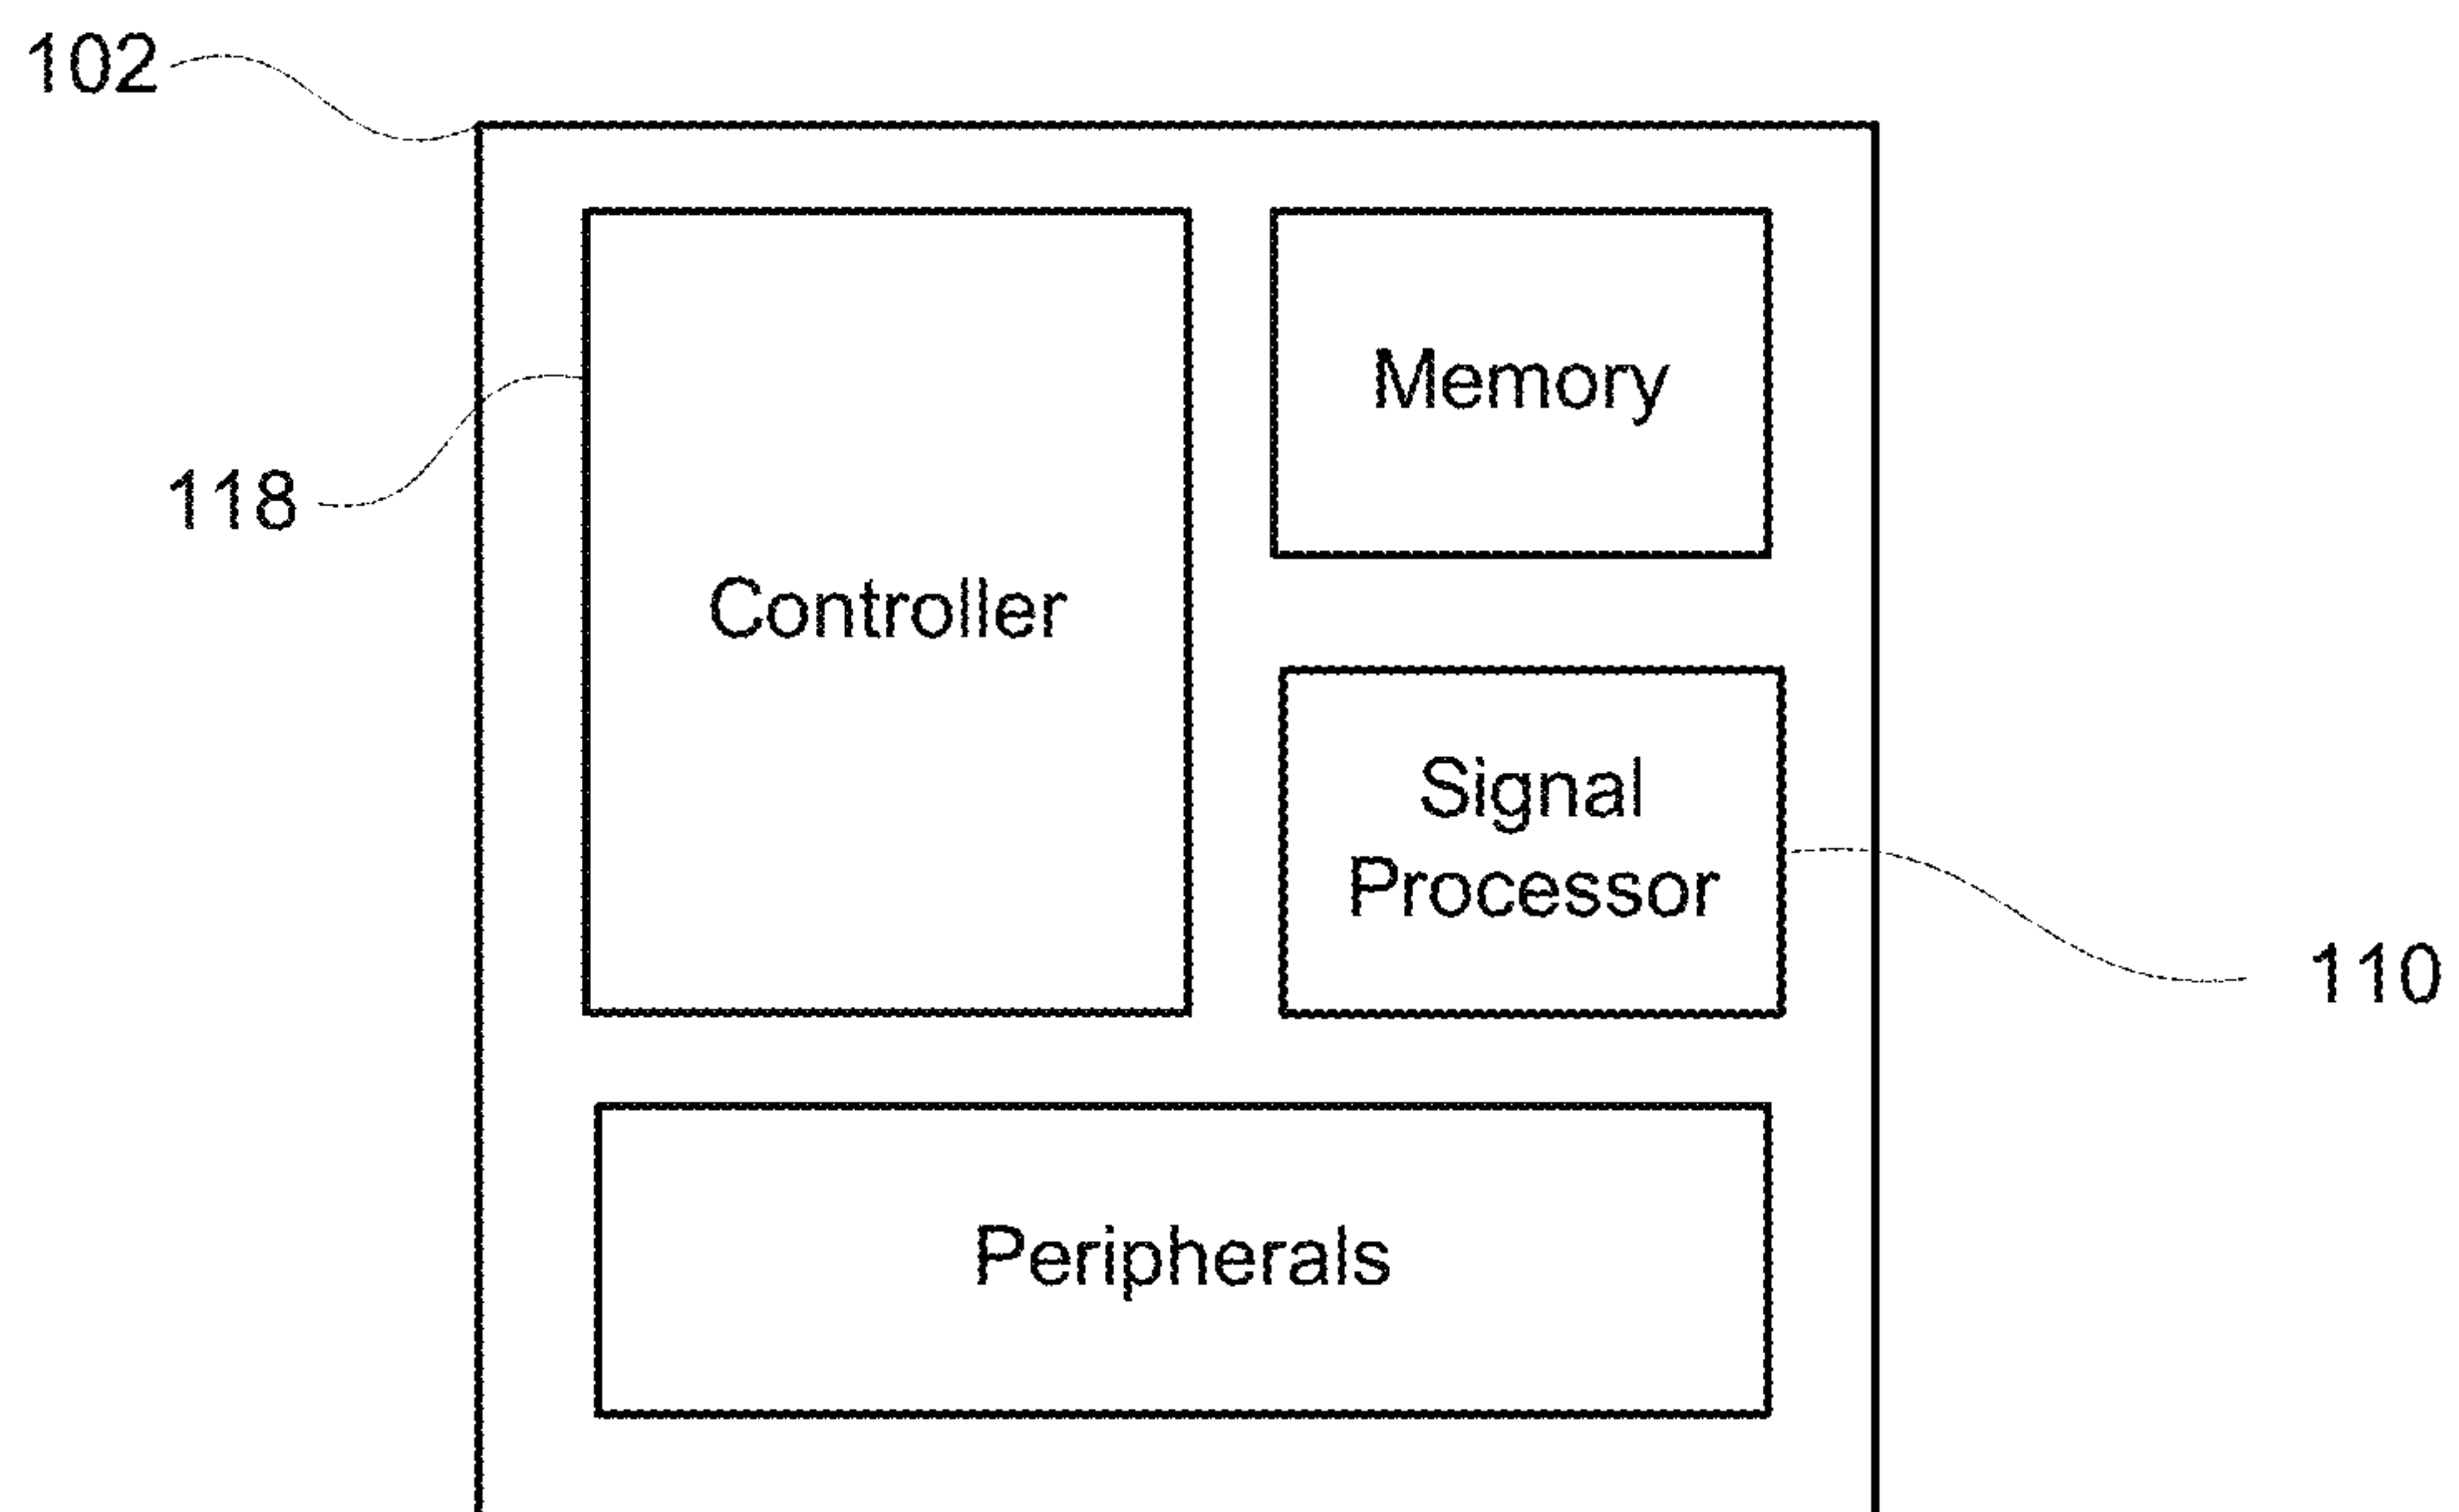 102
Memory
118
Controller
Signal
Processor
110
Peripherals